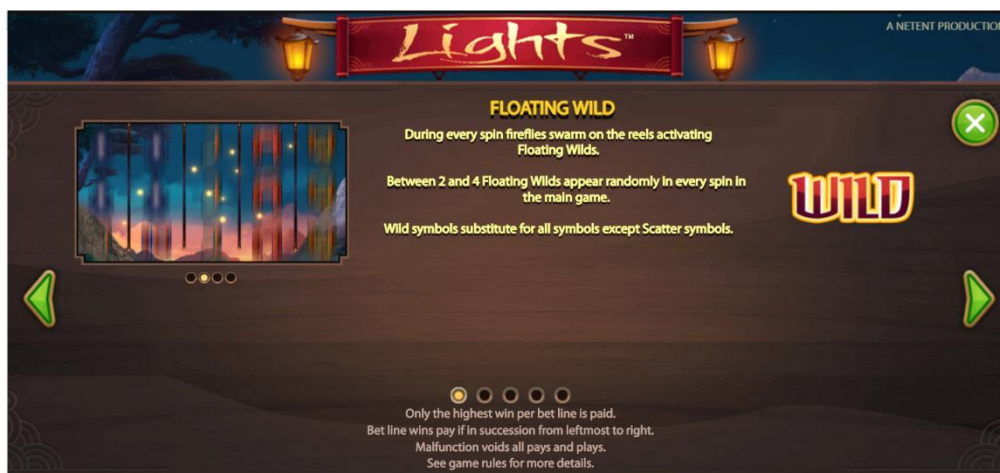 Lights™
A NETENT PRODUCTION
FLOATING WILD
During every spin fireflies swarm on the reels activating
Floating Wilds.
Between 2 and 4 Floating Wilds appear randomly in every spin in
the main game.
Wild symbols substitute for all symbols except Scatter symbols.
WILD
Only the highest win per bet line is paid.
Bet line wins pay if in succession from leftmost to right.
Malfunction voids all pays and plays.
See game rules for more details.